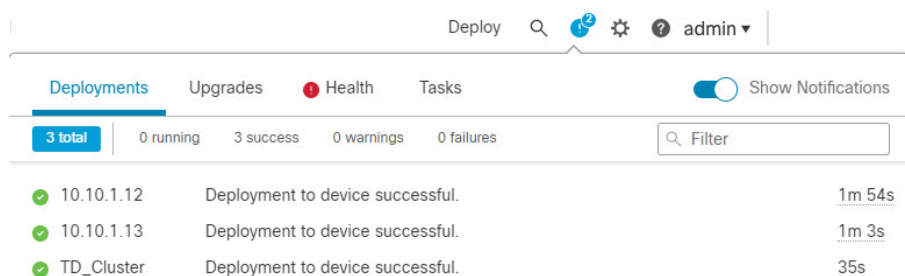 Deploy 2 admin
Deployments Upgrades Health Tasks Show Notifications
3 total 0 running 3 success 0 warnings 0 failures Filter
10.10.1.12 Deployment to device successful. 1m 54s
10.10.1.13 Deployment to device successful. 1m 3s
TD_Cluster Deployment to device successful. 35s